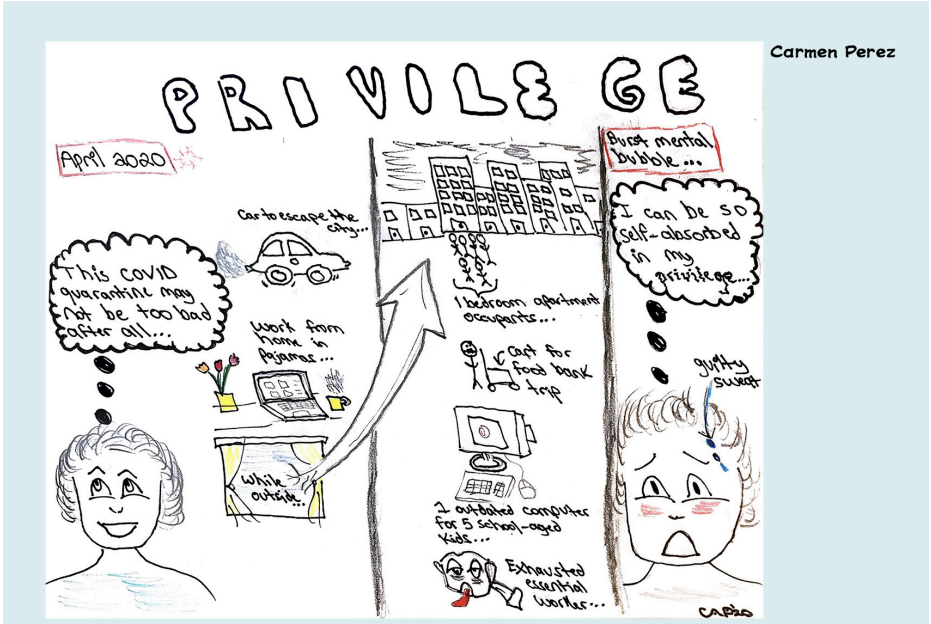 Carmen Perez
PRIVILEGE
April 2020
This COVID
quarantine may
not be too bad
after all...
Car to escape the
city...
work from
home in
Pajamas...
While
outside...
1 bedroom apartment
occupants...
Cart for
food bank
trip
1 outdated computer
for 5 school-aged
kids...
Exhausted
essential
worker...
Burst mental
bubble...
I can be so
self-absorbed
in my
privilege...
guilty
sweat
CAP20